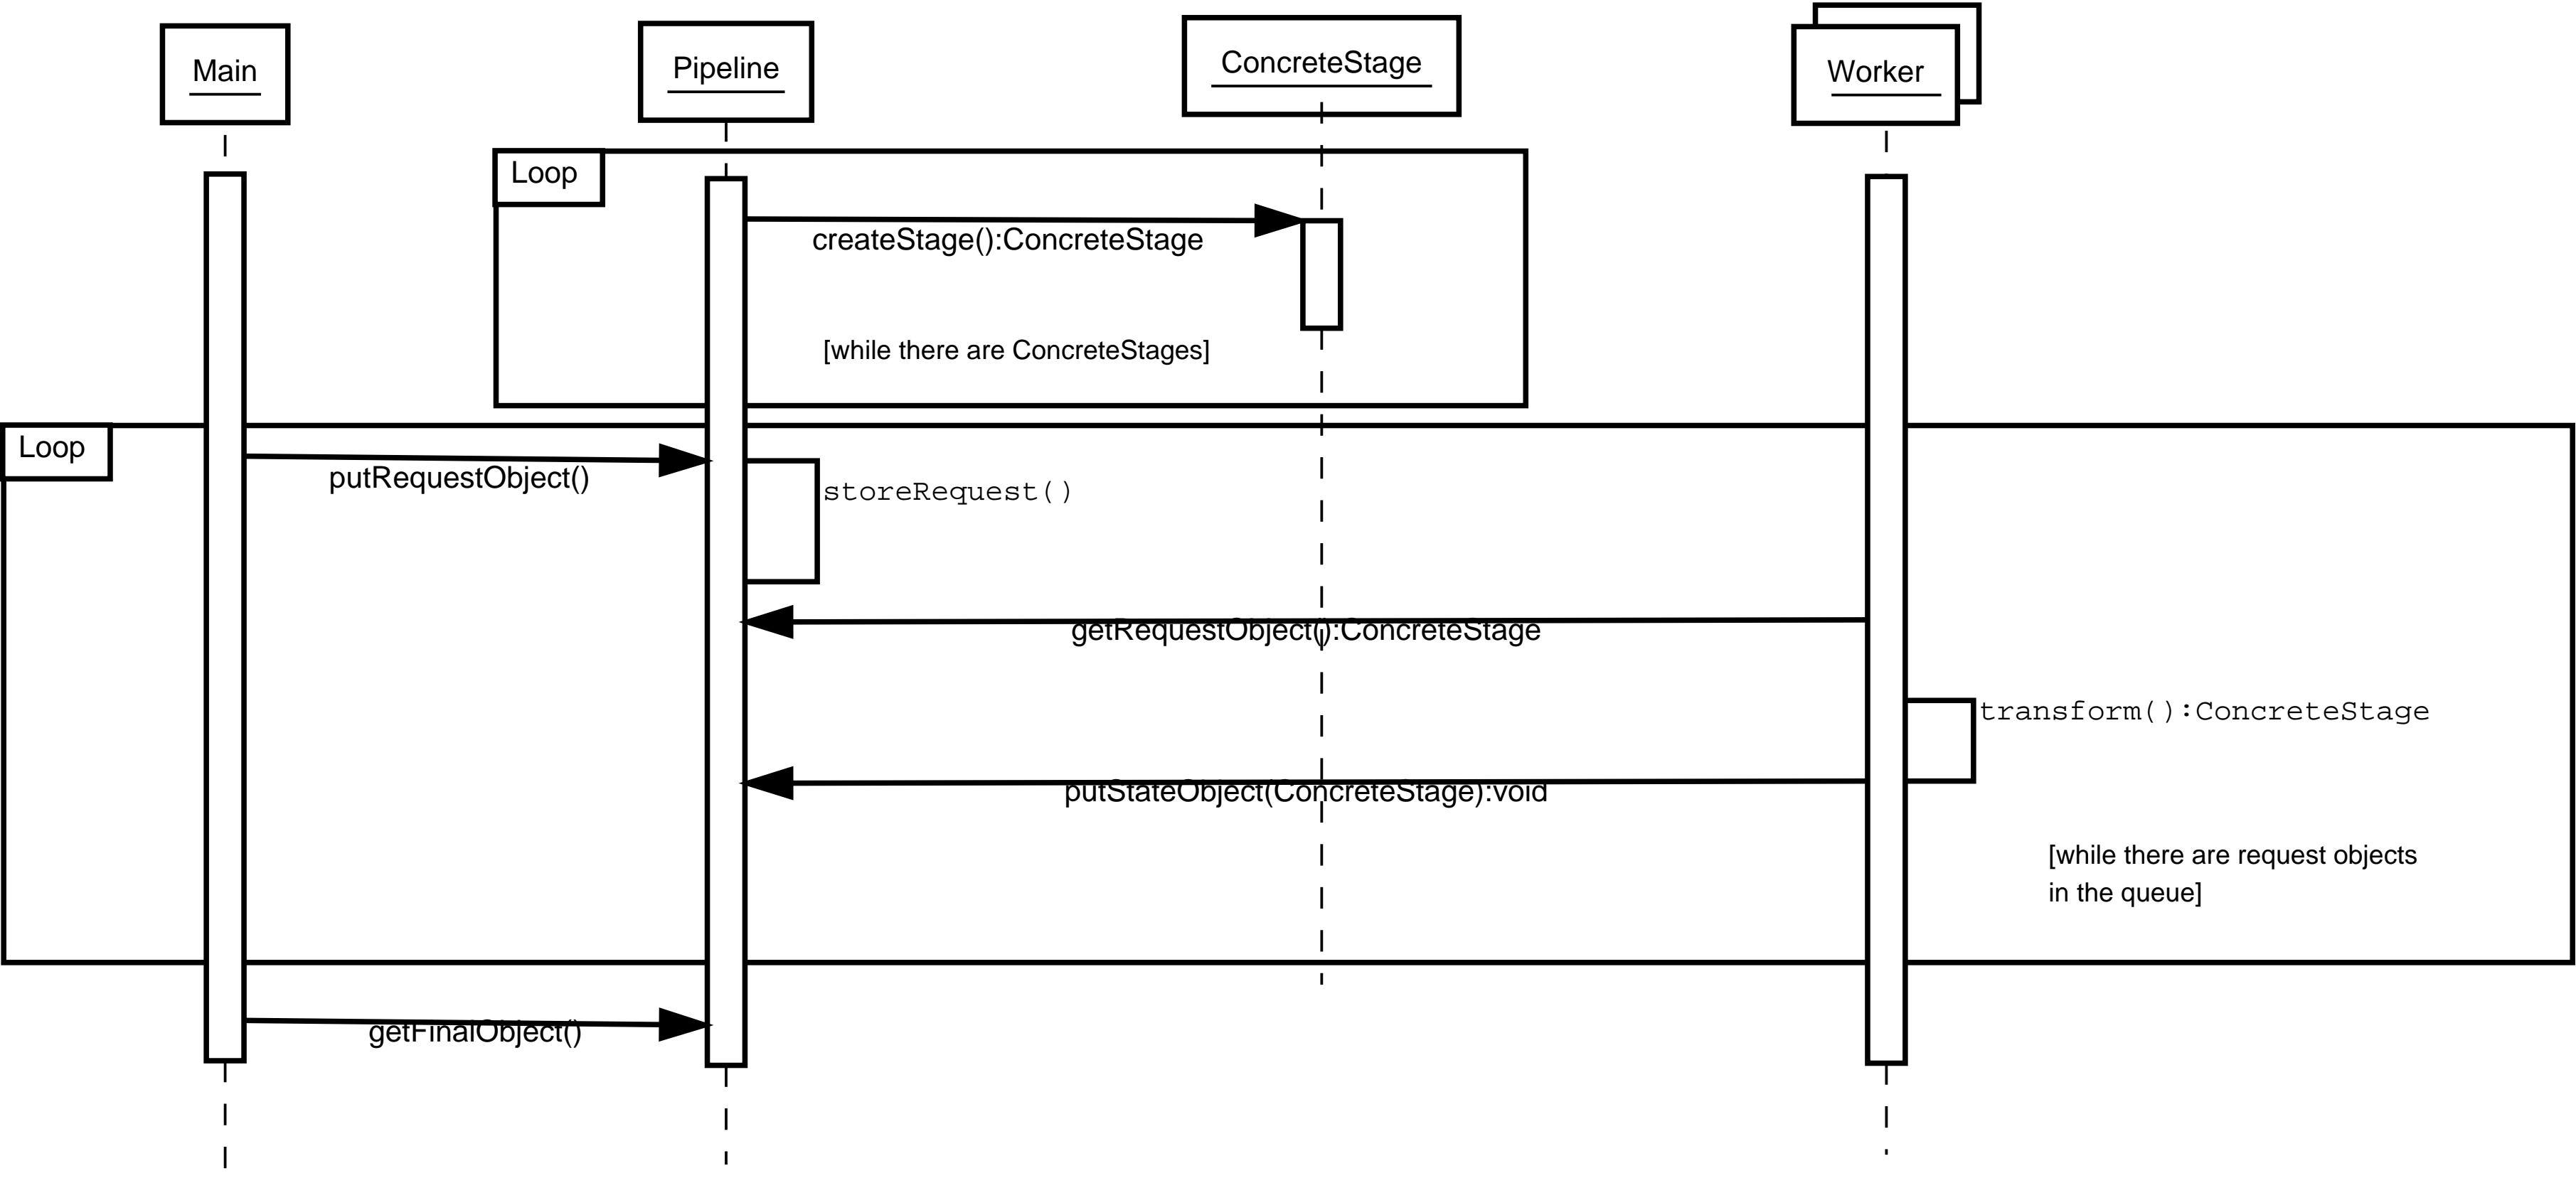 Main
Pipeline
ConcreteStage
Worker
Loop
createStage():ConcreteStage
[while there are ConcreteStages]
Loop
putRequestObject()
storeRequest()
getRequestObject():ConcreteStage
transform():ConcreteStage
putStateObject(ConcreteStage):void
[while there are request objects
in the queue]
getFinalObject()